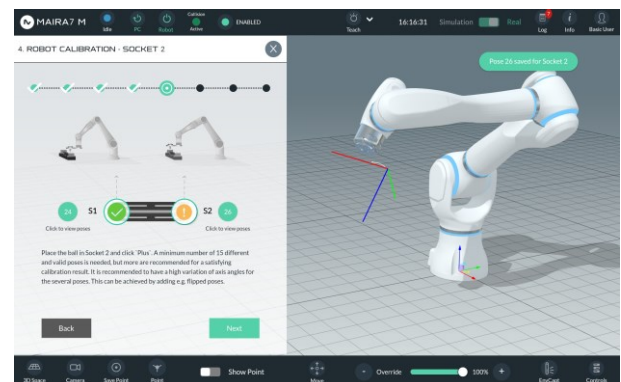 MAIRA7 M
Idle
PC
Robot
Collision
Active
ENABLED
Teach
16:16:31
Simulation
Real
Log
Info
Basic User
4. ROBOT CALIBRATION - SOCKET 2
Pose 26 saved for Socket 2
24
S1
S2
26
Click to view poses
Click to view poses
Place the ball in Socket 2 and click `Plus`. A minimum number of 15 different
and valid poses is needed, but more are recommended for a satisfying
calibration result. It is recommended to have a high variation of axis angles for
the several poses. This can be achieved by adding e.g. flipped poses.
Back
Next
3D Space
Camera
Save Point
Point
Show Point
Move
- Override
100% +
EnvCast
Controls